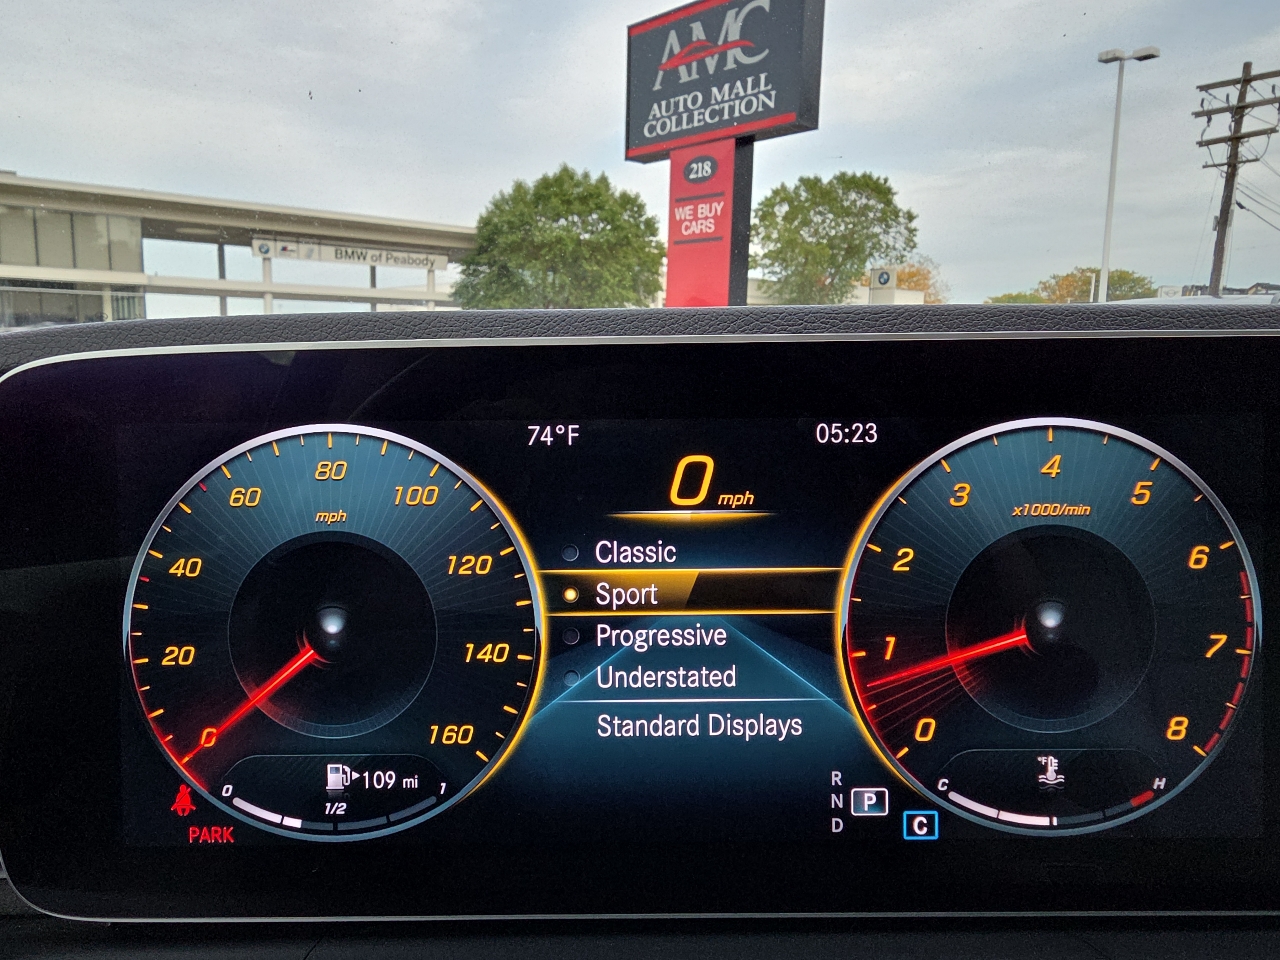 AMC
AUTO MALL
COLLECTION
218
WE BUY
CARS
BMW of Peabody
74°F
05:23
0 mph
Classic
Sport
Progressive
Understated
Standard Displays
0
20
40
60
80
100
120
140
160
mph
0
1/2
1
109 mi
PARK
R
N
D
P
C
0
1
2
3
4
5
6
7
8
x1000/min
C
°F
H